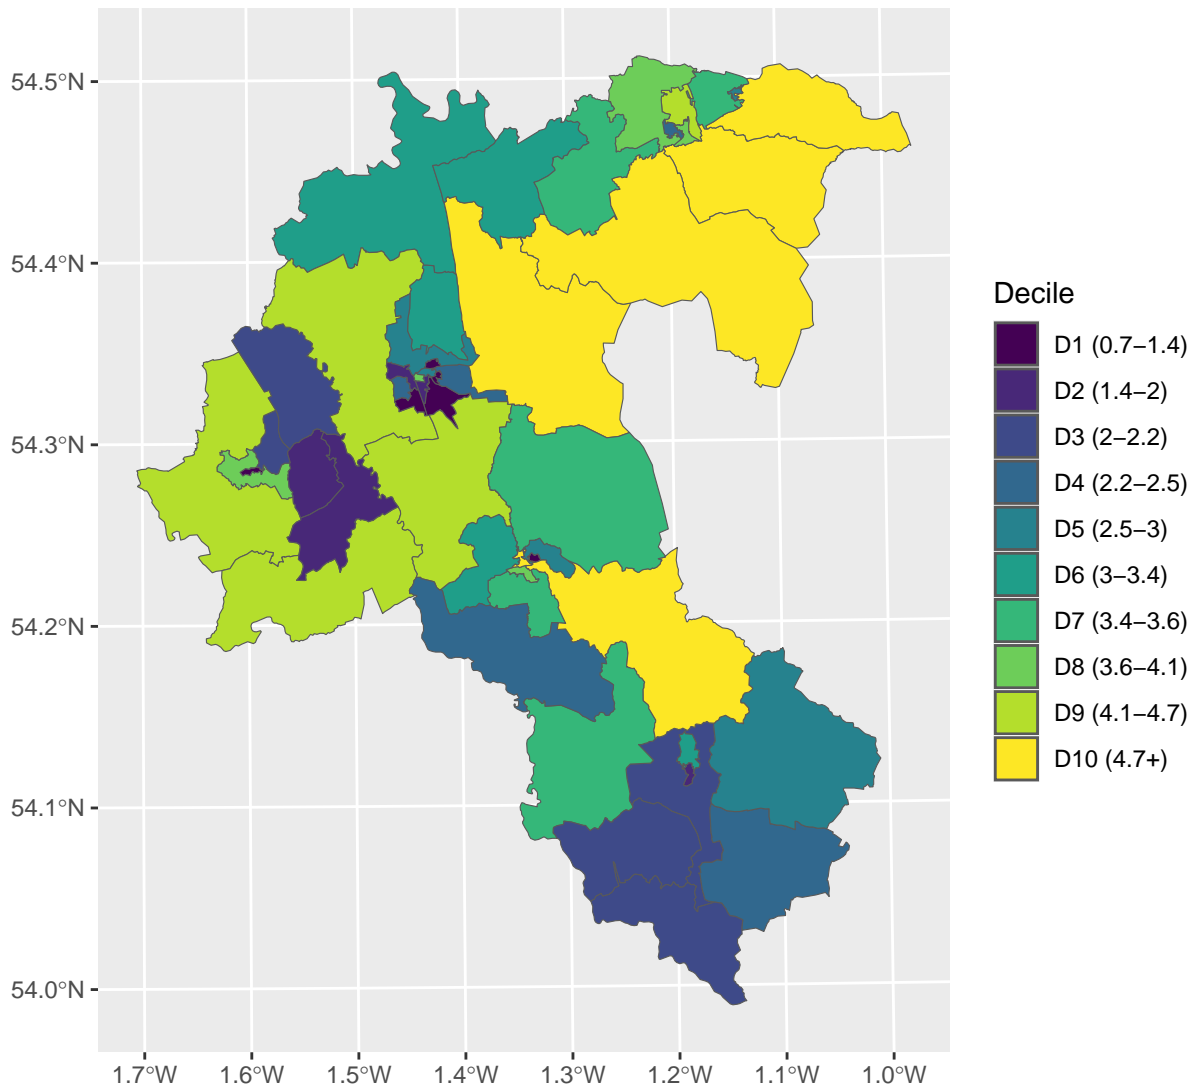 54.5°N
54.4°N
54.3°N
54.2°N
54.1°N
54.0°N
1.7°W 1.6°W 1.5°W 1.4°W 1.3°W 1.2°W 1.1°W 1.0°W
Decile
D1 (0.7−1.4)
D2 (1.4−2)
D3 (2−2.2)
D4 (2.2−2.5)
D5 (2.5−3)
D6 (3−3.4)
D7 (3.4−3.6)
D8 (3.6−4.1)
D9 (4.1−4.7)
D10 (4.7+)